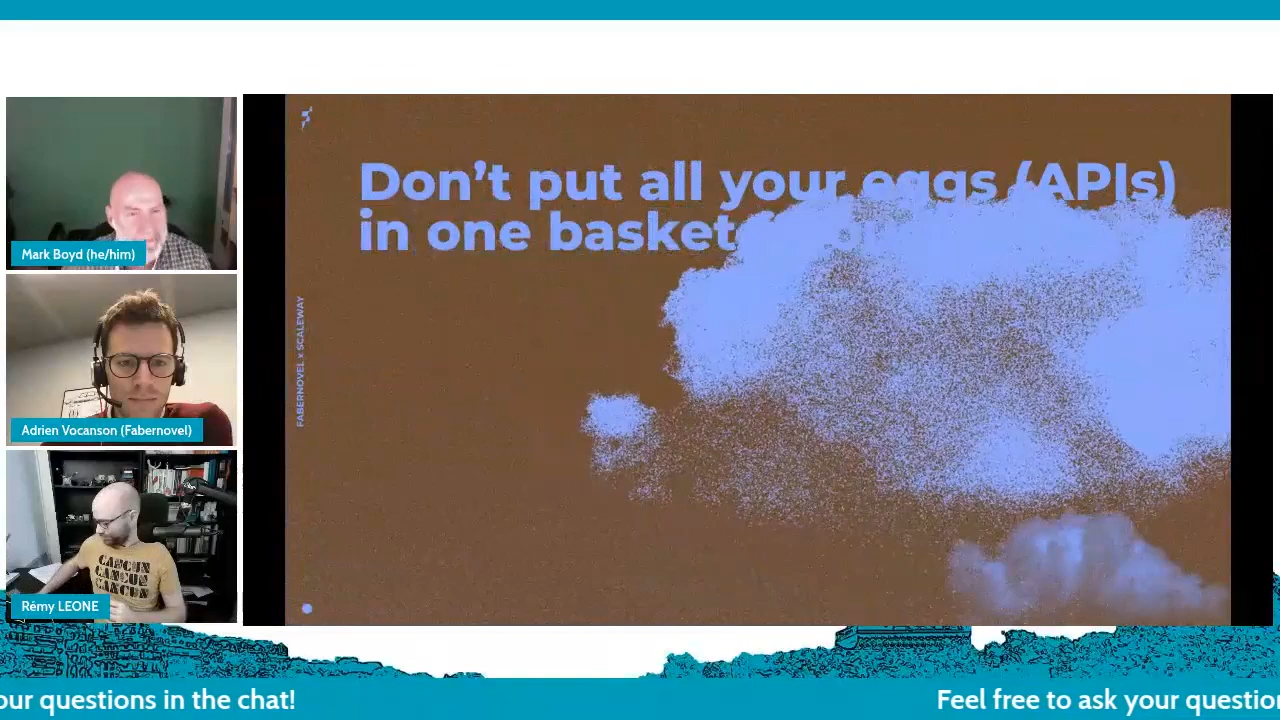 Don't put all your eggs (APIs)
in one basket
FABERNOVEL x SCALEWAY
Mark Boyd (he/him)
Adrien Vocanson (Fabernovel)
CANCUN
CANCUN
CANCUN
Rémy LEONE
our questions in the chat!
Feel free to ask your question